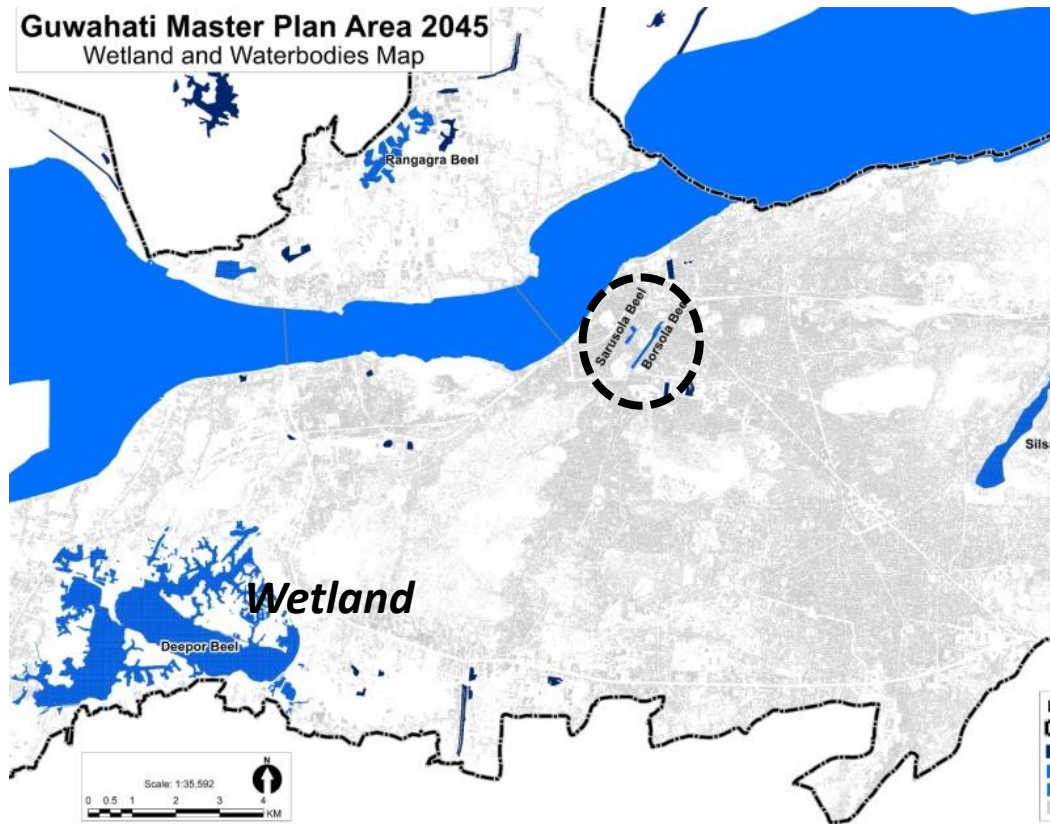 Guwahati Master Plan Area 2045
Wetland and Waterbodies Map
Rangagra Beel
Sarusola Beel
Borsola Beel
Wetland
Deepor Beel
N
Scale: 1:35,592
0 0.5 1 2 3 4
KM